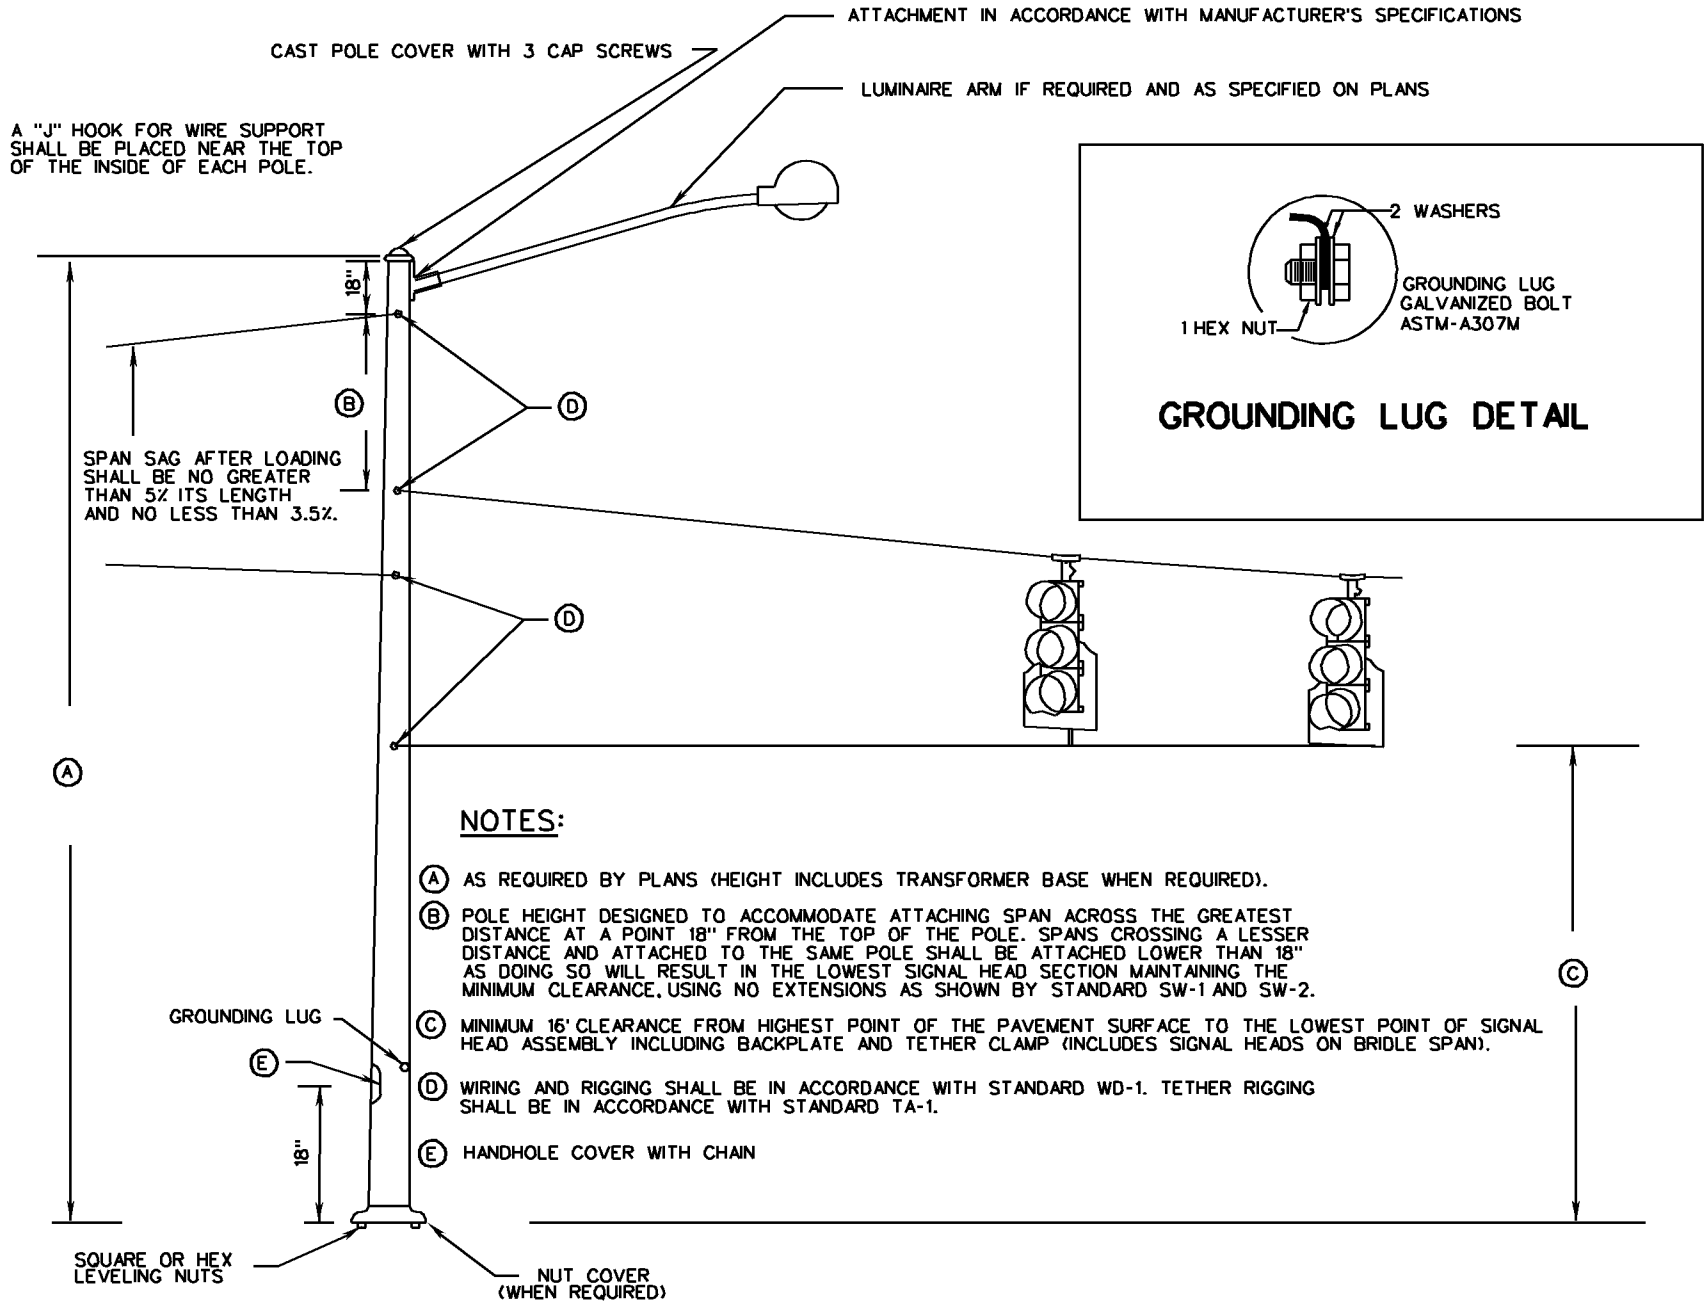 ATTACHMENT IN ACCORDANCE WITH MANUFACTURER'S SPECIFICATIONS
CAST POLE COVER WITH 3 CAP SCREWS
LUMINAIRE ARM IF REQUIRED AND AS SPECIFIED ON PLANS
A "J" HOOK FOR WIRE SUPPORT
SHALL BE PLACED NEAR THE TOP
OF THE INSIDE OF EACH POLE.
2 WASHERS
GROUNDING LUG
GALVANIZED BOLT
ASTM-A307M
1 HEX NUT
GROUNDING LUG DETAIL
18"
B
D
SPAN SAG AFTER LOADING
SHALL BE NO GREATER
THAN 5% ITS LENGTH
AND NO LESS THAN 3.5%.
D
A
NOTES:
A AS REQUIRED BY PLANS (HEIGHT INCLUDES TRANSFORMER BASE WHEN REQUIRED).
B POLE HEIGHT DESIGNED TO ACCOMMODATE ATTACHING SPAN ACROSS THE GREATEST
DISTANCE AT A POINT 18" FROM THE TOP OF THE POLE. SPANS CROSSING A LESSER
DISTANCE AND ATTACHED TO THE SAME POLE SHALL BE ATTACHED LOWER THAN 18"
AS DOING SO WILL RESULT IN THE LOWEST SIGNAL HEAD SECTION MAINTAINING THE
MINIMUM CLEARANCE, USING NO EXTENSIONS AS SHOWN BY STANDARD SW-1 AND SW-2.
C MINIMUM 16' CLEARANCE FROM HIGHEST POINT OF THE PAVEMENT SURFACE TO THE LOWEST POINT OF SIGNAL
HEAD ASSEMBLY INCLUDING BACKPLATE AND TETHER CLAMP (INCLUDES SIGNAL HEADS ON BRIDLE SPAN).
D WIRING AND RIGGING SHALL BE IN ACCORDANCE WITH STANDARD WD-1. TETHER RIGGING
SHALL BE IN ACCORDANCE WITH STANDARD TA-1.
E HANDHOLE COVER WITH CHAIN
C
GROUNDING LUG
E
18"
SQUARE OR HEX
LEVELING NUTS
NUT COVER
(WHEN REQUIRED)